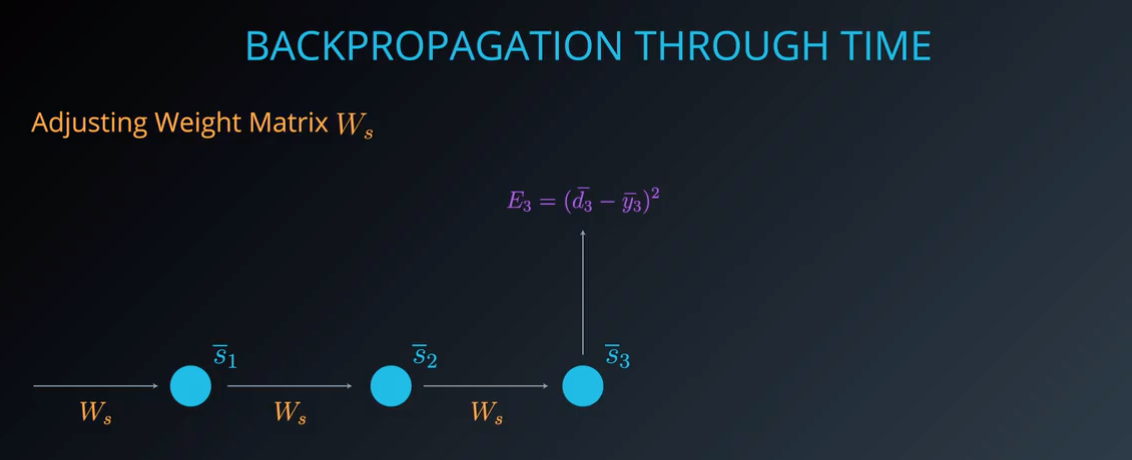 BACKPROPAGATION THROUGH TIME
Adjusting Weight Matrix $W_s$
$E_3 = (\bar{d}_3 - \bar{y}_3)^2$
$\bar{s}_1$ $\bar{s}_2$ $\bar{s}_3$
$W_s$ $W_s$ $W_s$